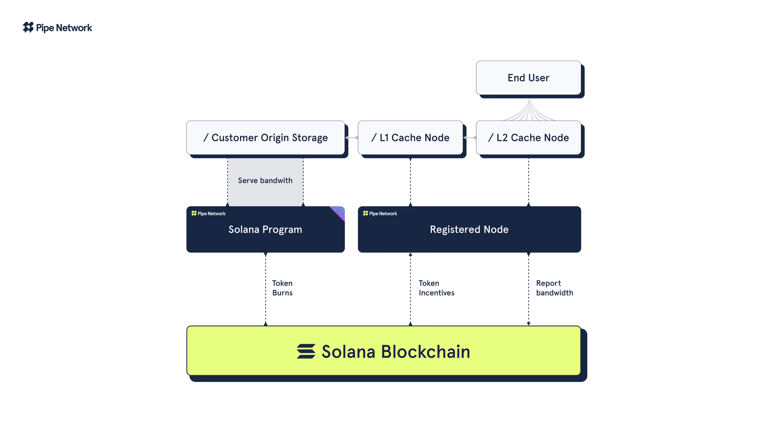 Pipe Network
End User
/ Customer Origin Storage
/ L1 Cache Node
/ L2 Cache Node
Serve bandwith
Pipe Network
Solana Program
Pipe Network
Registered Node
Token
Burns
Token
Incentives
Report
bandwidth
Solana Blockchain